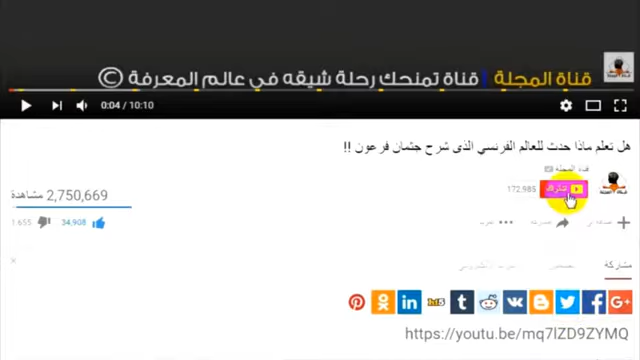 قناة المجلة | قناة تمنحك رحلة شيقه في عالم المعرفة ©
0:04 / 10:10
هل تعلم ماذا حدث للعالم الفرنسي الذى شرح جثمان فرعون !!
قناة المجلة
172,985
2,750,669 مشاهدة
34,908
1,655
مشاركة
https://youtu.be/mq7lZD9ZYMQ